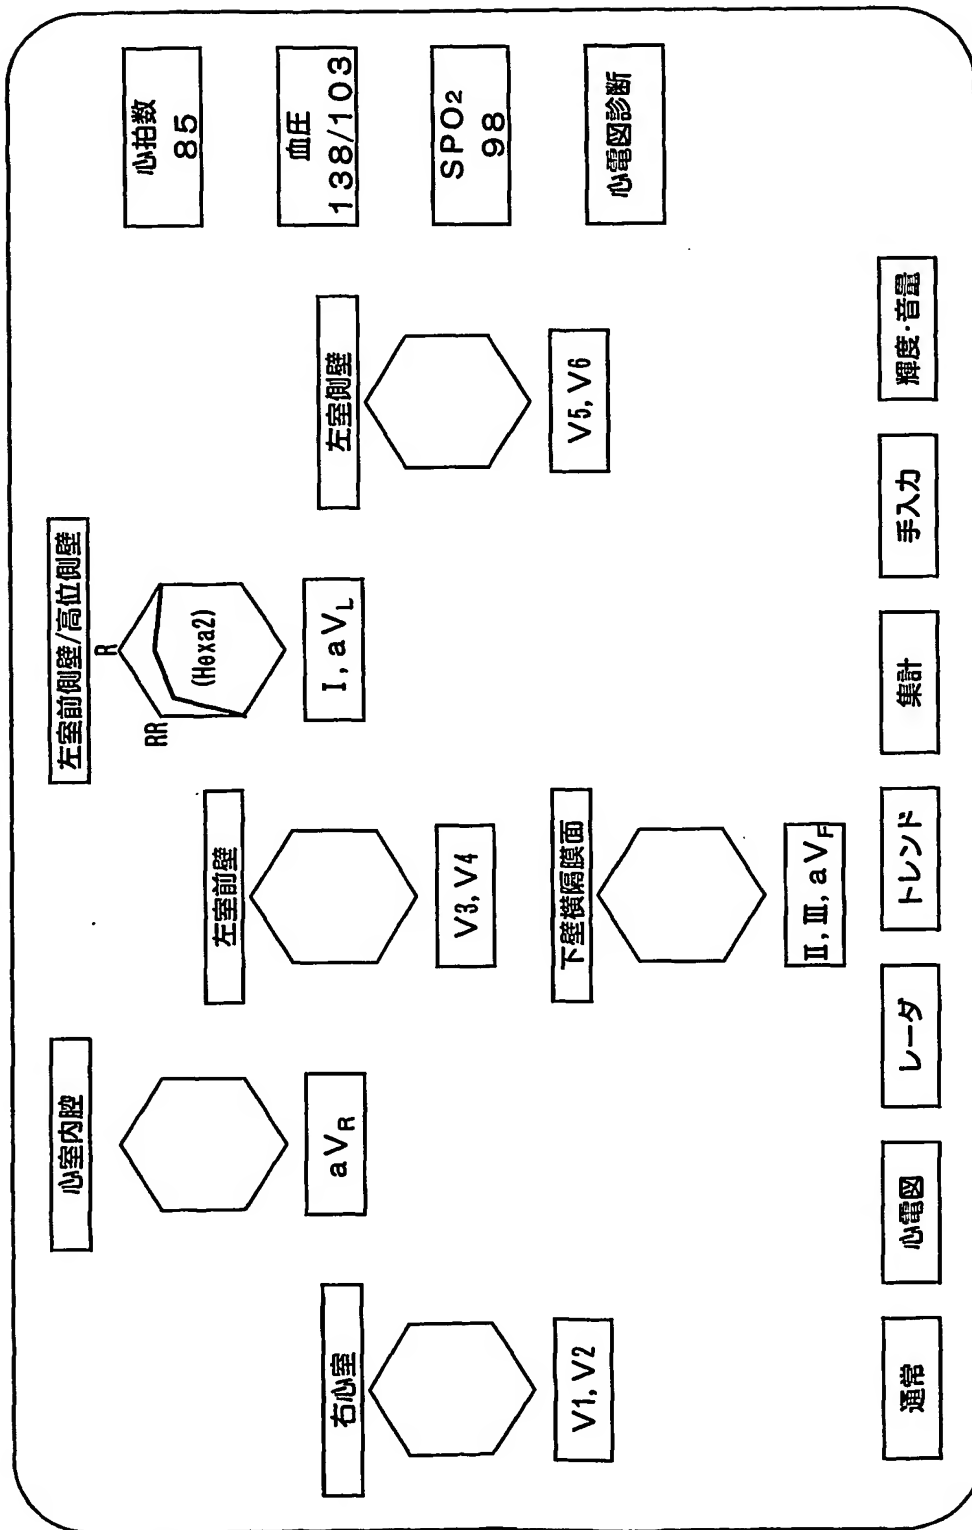 心室内腔
aVR
左室前側壁/高位側壁
RR
R
(Hexa2)
I, aVL
心拍数
85
右心室
V1, V2
左室前壁
V3, V4
左室側壁
V5, V6
血圧
138/103
SPO2
98
下壁横隔膜面
II, III, aVF
心電図診断
通常
心電図
レーダ
トレンド
集計
手入力
輝度・音量